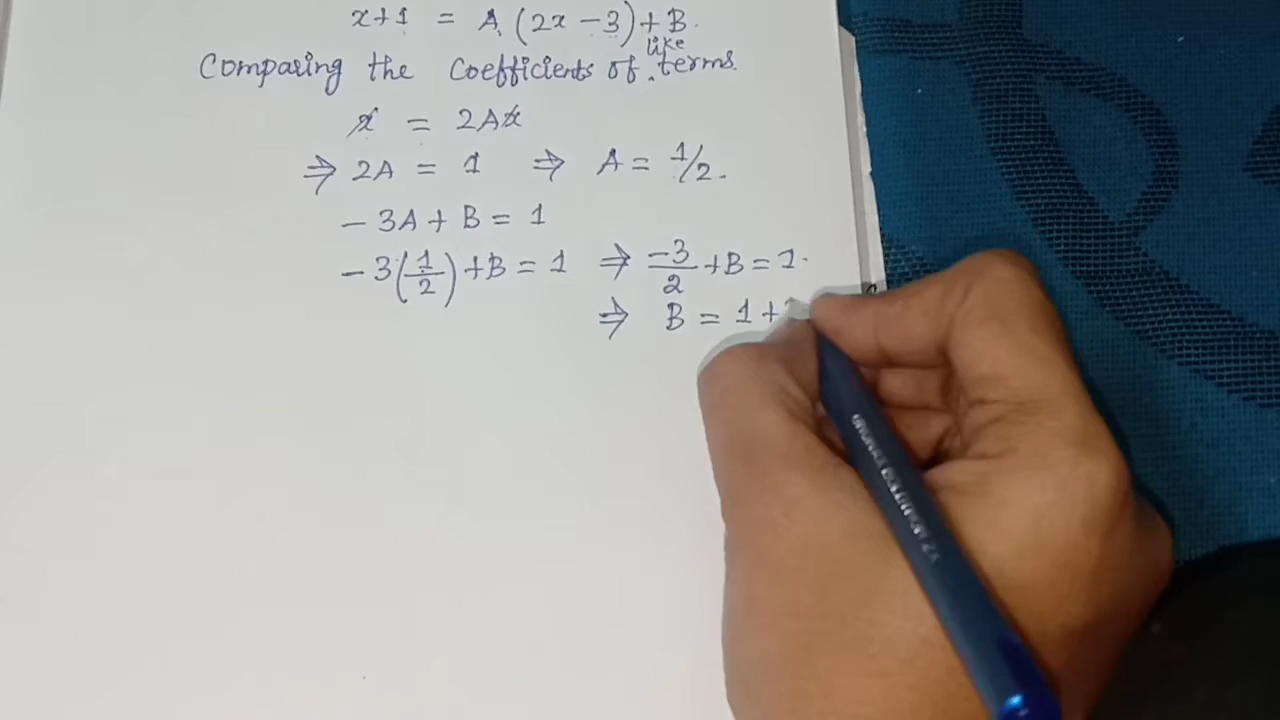 x+1 = A(2x-3)+B.
Comparing the Coefficients of like terms.
x = 2Ax
⇒ 2A = 1 ⇒ A = 1/2.
-3A + B = 1
-3(1/2)+B = 1 ⇒ -3/2 +B = 1.
⇒ B = 1+